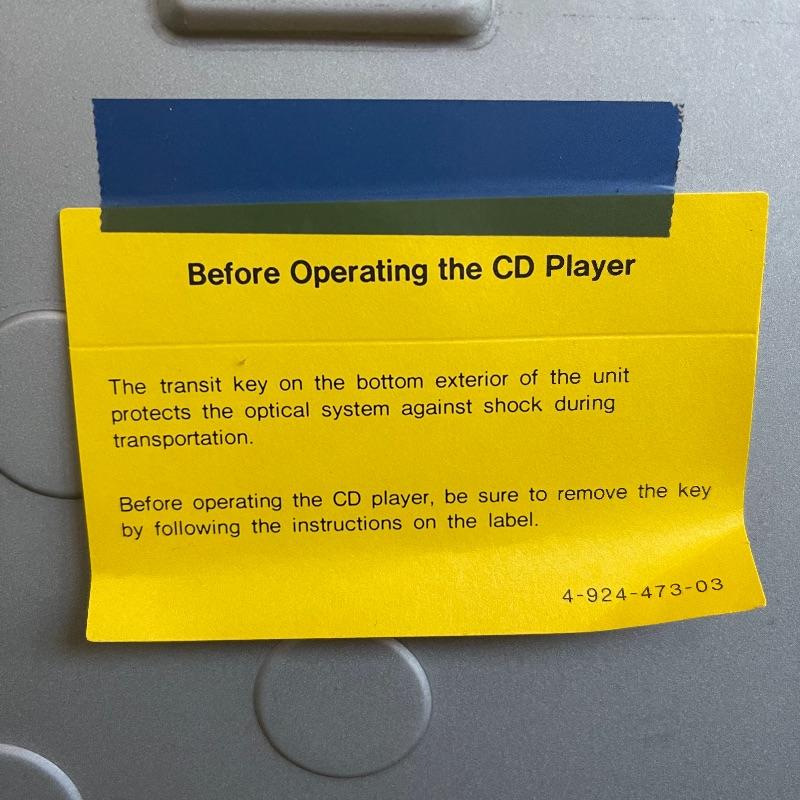 Before Operating the CD Player
The transit key on the bottom exterior of the unit
protects the optical system against shock during
transportation.
Before operating the CD player, be sure to remove the key
by following the instructions on the label.
4-924-473-03